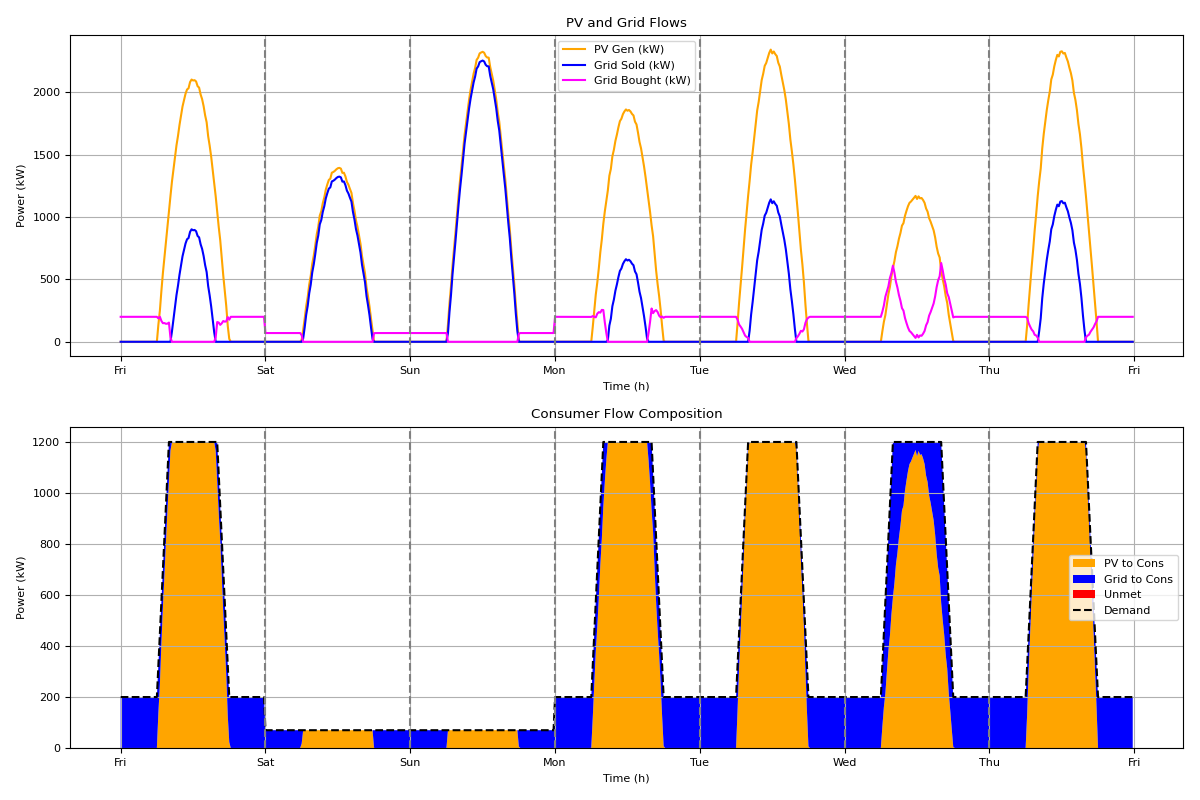 PV and Grid Flows
PV Gen (kW)
Grid Sold (kW)
Grid Bought (kW)
Power (kW)
2000
1500
1000
500
0
Fri Sat Sun Mon Tue Wed Thu Fri
Time (h)
Consumer Flow Composition
PV to Cons
Grid to Cons
Unmet
Demand
Power (kW)
1200
1000
800
600
400
200
0
Fri Sat Sun Mon Tue Wed Thu Fri
Time (h)